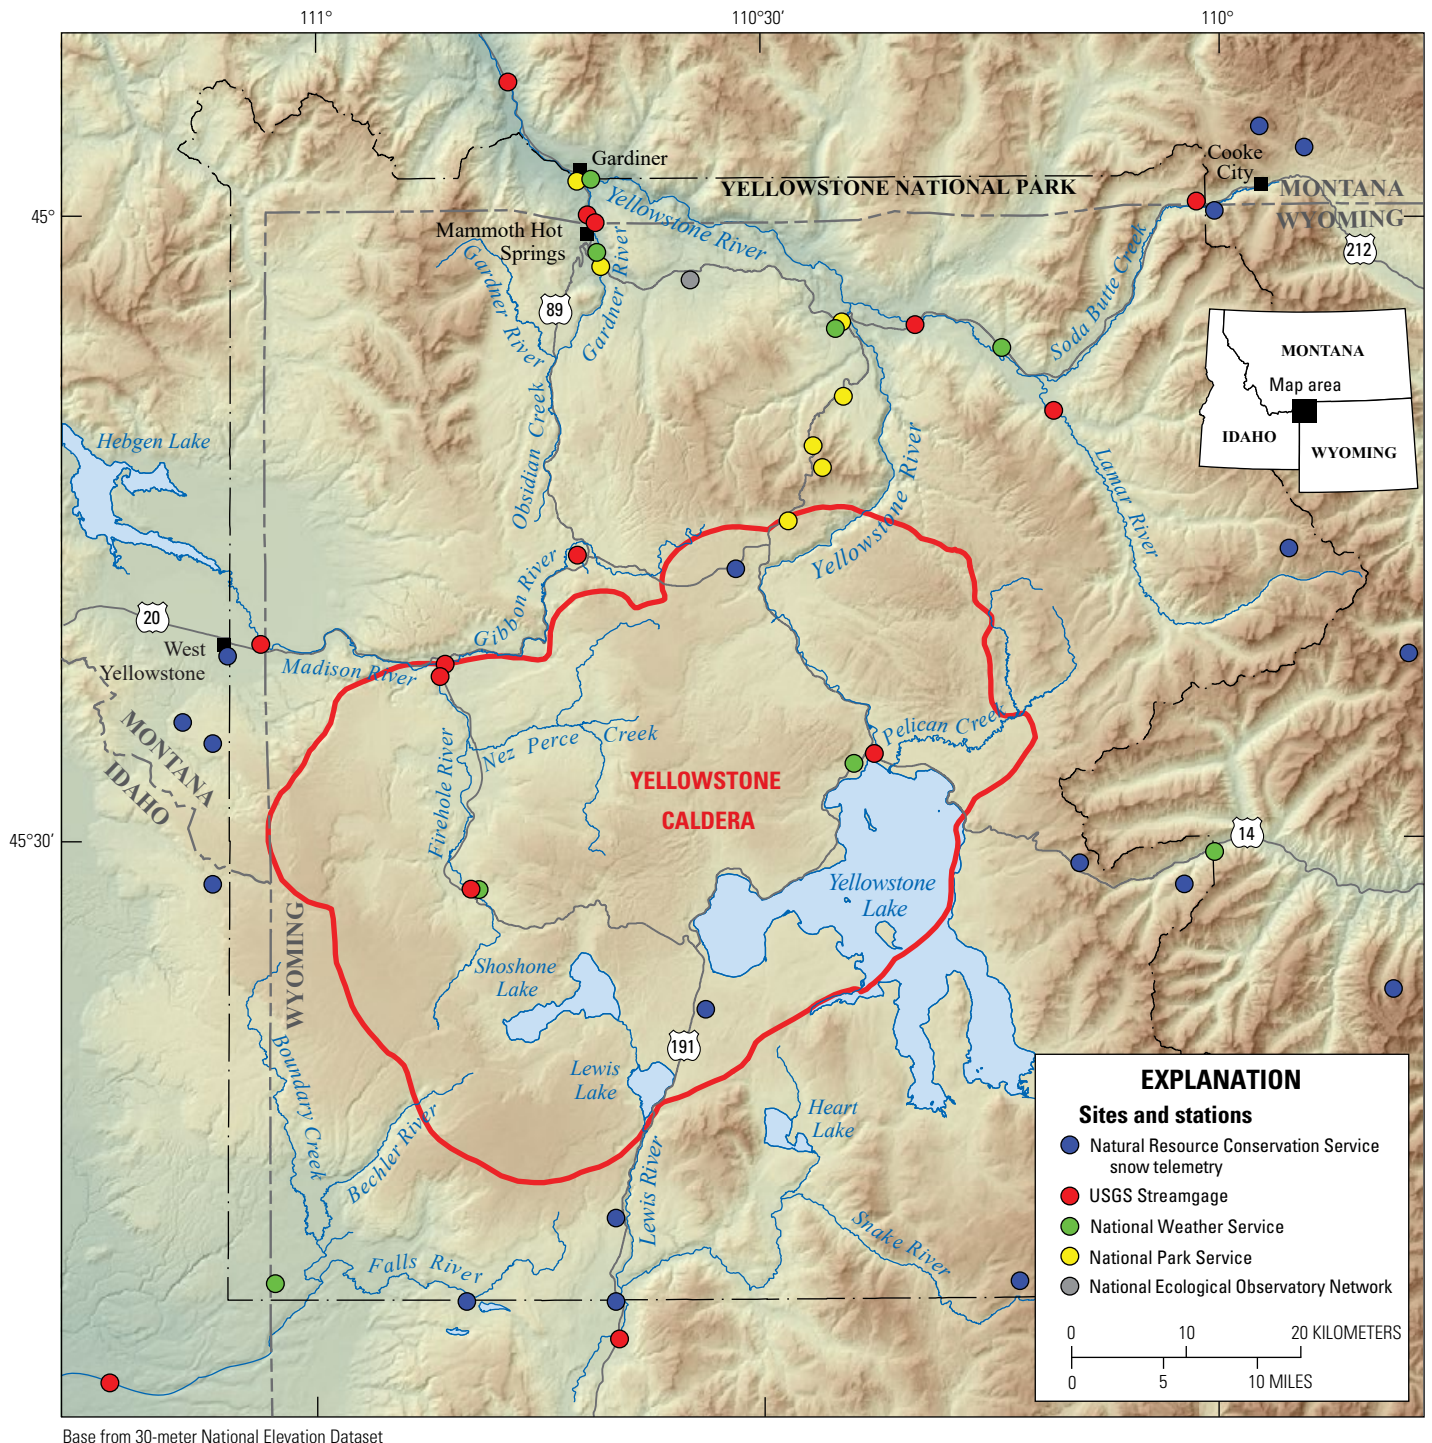 111°
110°30′
110°
Gardiner
YELLOWSTONE NATIONAL PARK
Cooke
City
MONTANA
WYOMING
212
45°
Yellowstone River
Mammoth Hot
Springs
Gardner River
Gardner River
89
Soda Butte Creek
MONTANA
Map area
IDAHO
WYOMING
Hebgen Lake
Obsidian Creek
Yellowstone River
Lamar River
Gibbon River
20
West
Yellowstone
Madison River
MONTANA
IDAHO
Firehole River
Nez Perce Creek
Pelican Creek
YELLOWSTONE
CALDERA
45°30′
14
Yellowstone
Lake
WYOMING
Shoshone
Lake
191
Lewis
Lake
Boundary Creek
Bechler River
Heart
Lake
Lewis River
Snake River
Falls River
EXPLANATION
Sites and stations
Natural Resource Conservation Service
snow telemetry
USGS Streamgage
National Weather Service
National Park Service
National Ecological Observatory Network
0 10 20 KILOMETERS
0 5 10 MILES
Base from 30-meter National Elevation Dataset